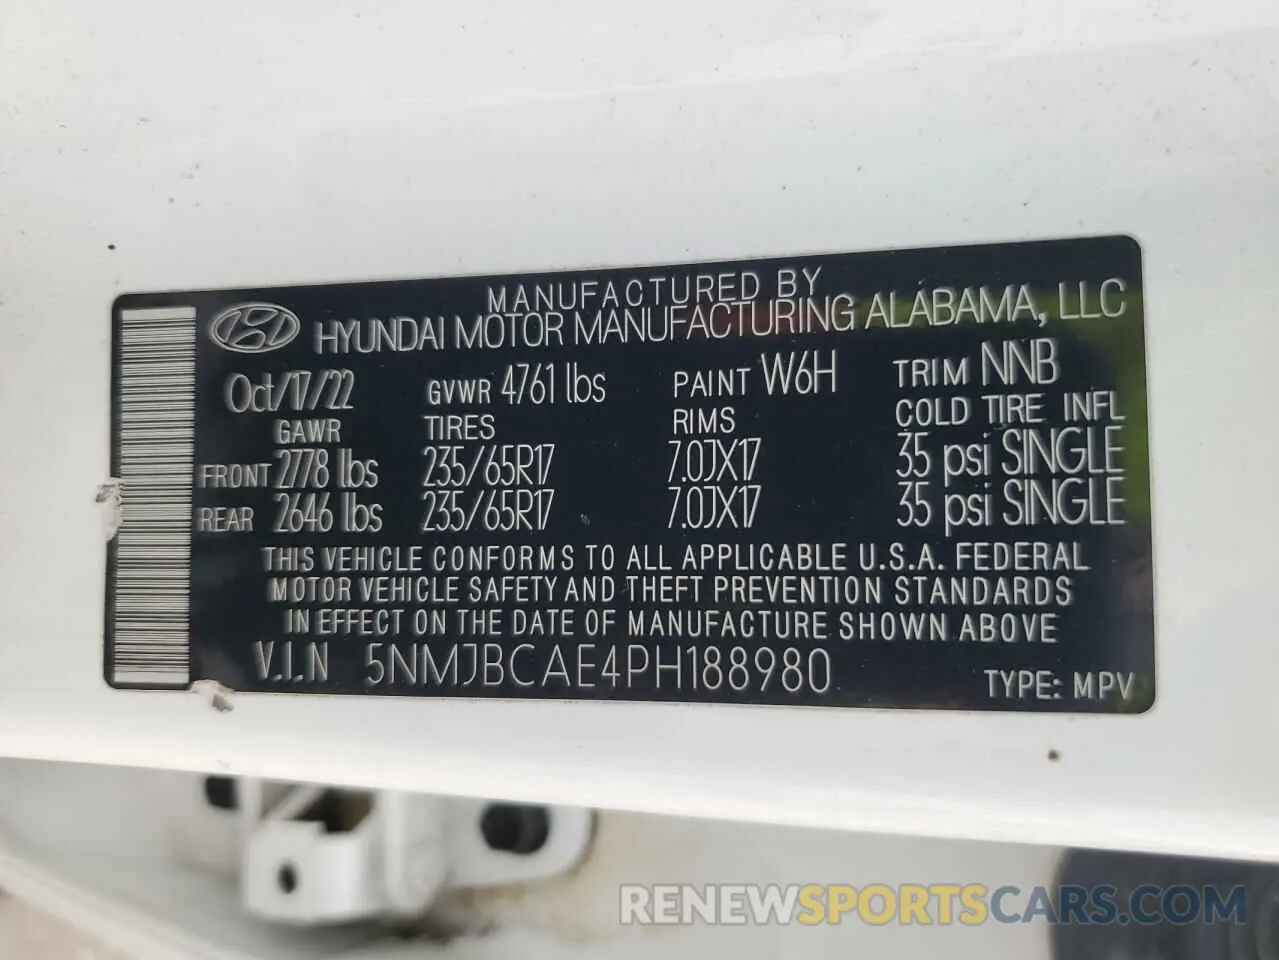 MANUFACTURED BY
HYUNDAI MOTOR MANUFACTURING ALABAMA, LLC
Oct/17/22 GVWR 4761 lbs PAINT W6H TRIM NNB
GAWR TIRES RIMS COLD TIRE INFL
FRONT 2778 lbs 235/65R17 7.0JX17 35 psi SINGLE
REAR 2646 lbs 235/65R17 7.0JX17 35 psi SINGLE
THIS VEHICLE CONFORMS TO ALL APPLICABLE U.S.A. FEDERAL
MOTOR VEHICLE SAFETY AND THEFT PREVENTION STANDARDS
IN EFFECT ON THE DATE OF MANUFACTURE SHOWN ABOVE
V.I.N 5NMJBCAE4PH188980 TYPE: MPV
RENEWSPORTSCARS.COM